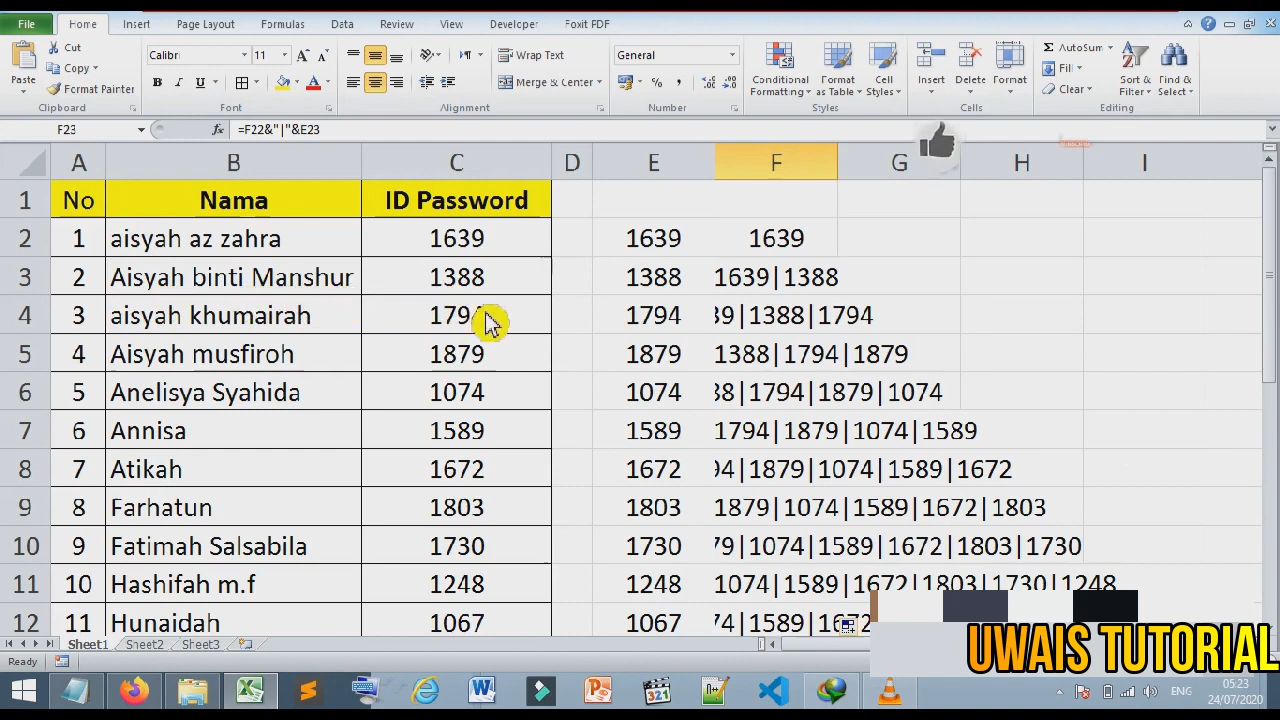 File Home Insert Page Layout Formulas Data Review View Developer Foxit PDF
Paste Cut Copy Format Painter Clipboard
Calibri 11 B I U Font
Wrap Text Merge & Center Alignment
General % , Number
Conditional Formatting Format as Table Cell Styles Styles
Insert Delete Format Cells
Σ AutoSum Fill Clear Sort & Filter Find & Select Editing
F23 fx =F22&"|"&E23
A B C D E F G H I
1 No Nama ID Password
2 1 aisyah az zahra 1639 1639 1639
3 2 Aisyah binti Manshur 1388 1388 1639|1388
4 3 aisyah khumairah 1794 1794 39|1388|1794
5 4 Aisyah musfiroh 1879 1879 1388|1794|1879
6 5 Anelisya Syahida 1074 1074 38|1794|1879|1074
7 6 Annisa 1589 1589 1794|1879|1074|1589
8 7 Atikah 1672 1672 94|1879|1074|1589|1672
9 8 Farhatun 1803 1803 1879|1074|1589|1672|1803
10 9 Fatimah Salsabila 1730 1730 79|1074|1589|1672|1803|1730
11 10 Hashifah m.f 1248 1248 1074|1589|1672|1803|1730|1248
12 11 Hunaidah 1067 1067 74|1589|1672
Sheet1 Sheet2 Sheet3
UWAIS TUTORIAL
Ready
321
ENG 05:23
24/07/2020